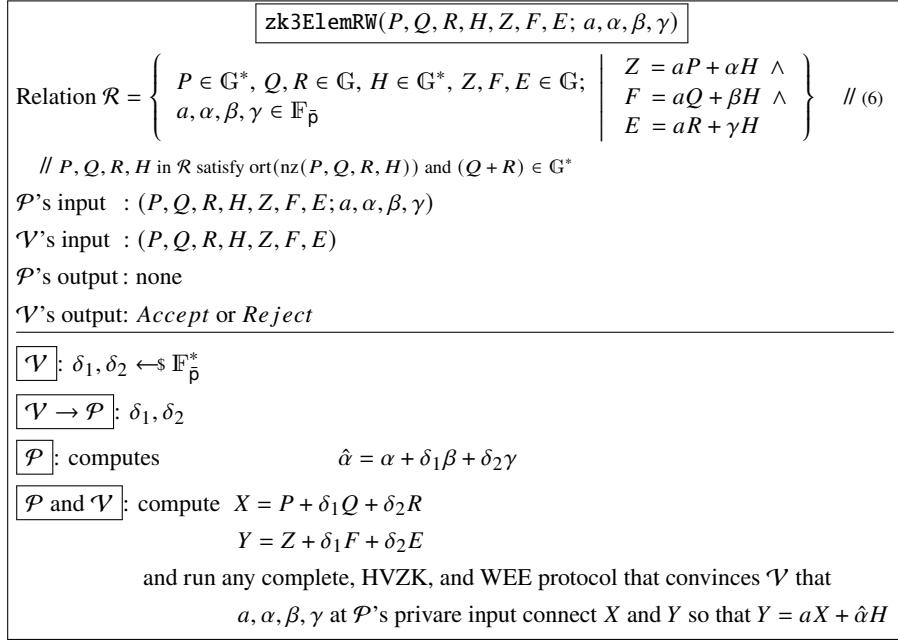 zk3ElemRW(P, Q, R, H, Z, F, E; a, α, β, γ)
Relation ℛ = { P ∈ 𝔾*, Q, R ∈ 𝔾, H ∈ 𝔾*, Z, F, E ∈ 𝔾; a, α, β, γ ∈ 𝔽_p̄ | Z = aP + αH ∧ F = aQ + βH ∧ E = aR + γH } // (6)
// P, Q, R, H in ℛ satisfy ort(nz(P, Q, R, H)) and (Q + R) ∈ 𝔾*
𝒫's input : (P, Q, R, H, Z, F, E; a, α, β, γ)
𝒱's input : (P, Q, R, H, Z, F, E)
𝒫's output : none
𝒱's output: Accept or Reject
𝒱 : δ₁, δ₂ ←$ 𝔽*_p̄
𝒱 → 𝒫 : δ₁, δ₂
𝒫 : computes α̂ = α + δ₁β + δ₂γ
𝒫 and 𝒱 : compute X = P + δ₁Q + δ₂R
Y = Z + δ₁F + δ₂E
and run any complete, HVZK, and WEE protocol that convinces 𝒱 that
a, α, β, γ at 𝒫's privare input connect X and Y so that Y = aX + α̂H